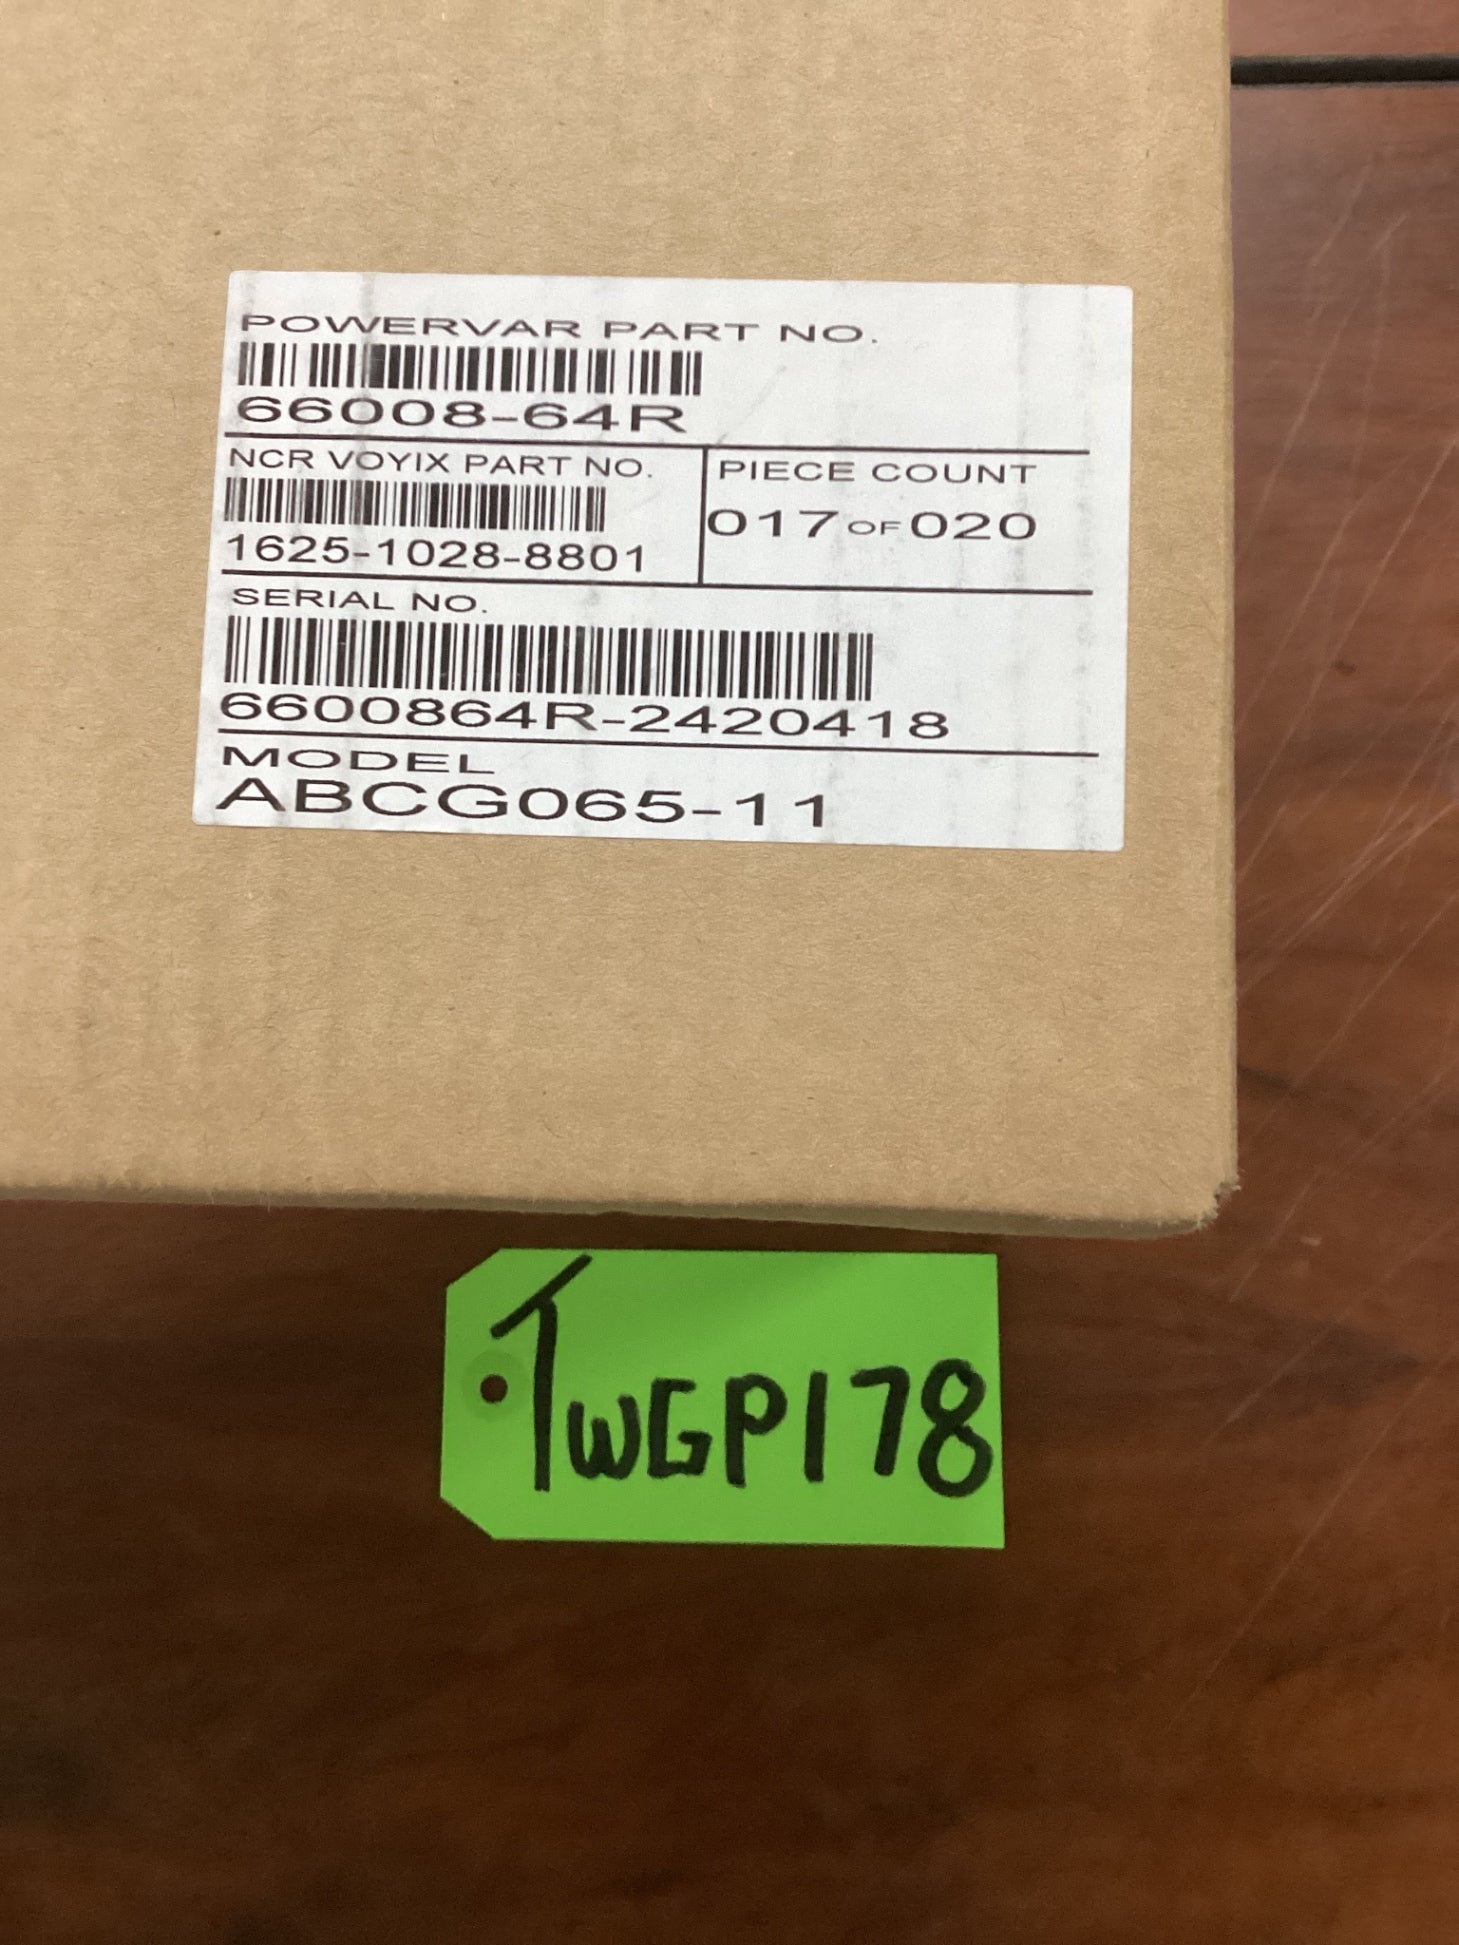 POWERVAR PART NO.
66008-64R
NCR VOYIX PART NO.
1625-1028-8801
PIECE COUNT
017 OF 020
SERIAL NO.
6600864R-2420418
MODEL
ABCG065-11
TWGP178